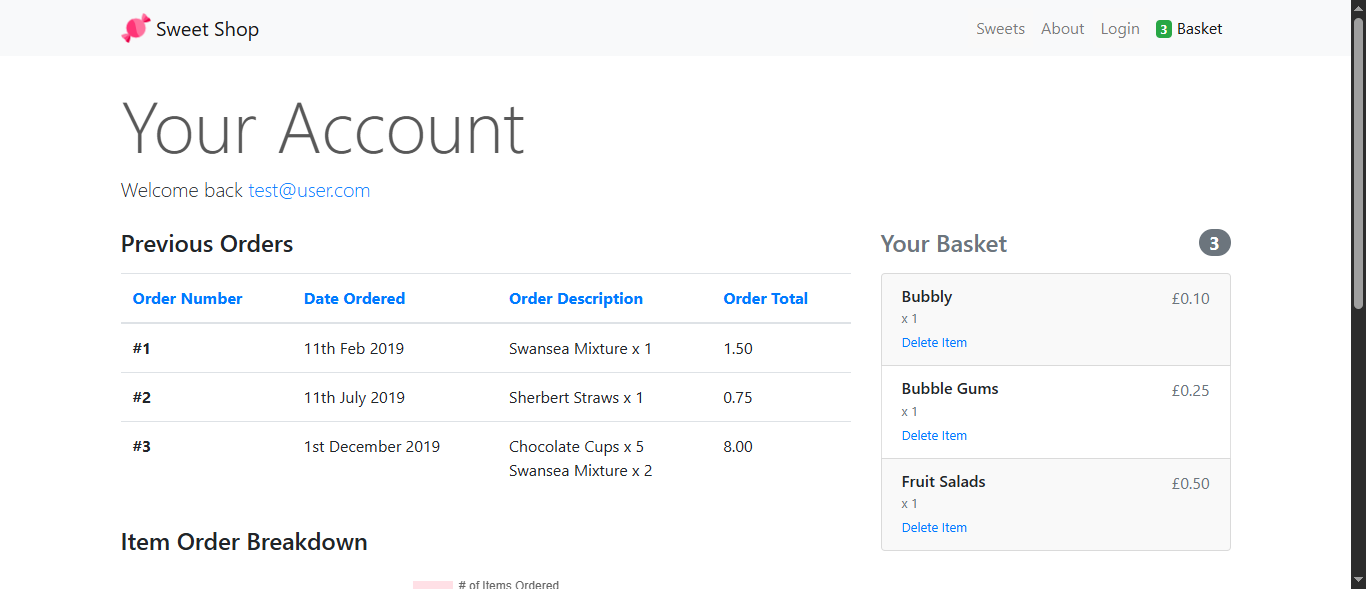 Sweet Shop
Sweets About Login 3 Basket
Your Account
Welcome back test@user.com
Previous Orders
Order Number Date Ordered Order Description Order Total
#1 11th Feb 2019 Swansea Mixture x 1 1.50
#2 11th July 2019 Sherbert Straws x 1 0.75
#3 1st December 2019 Chocolate Cups x 5 8.00
Swansea Mixture x 2
Your Basket 3
Bubbly £0.10
x 1
Delete Item
Bubble Gums £0.25
x 1
Delete Item
Fruit Salads £0.50
x 1
Delete Item
Item Order Breakdown
# of Items Ordered